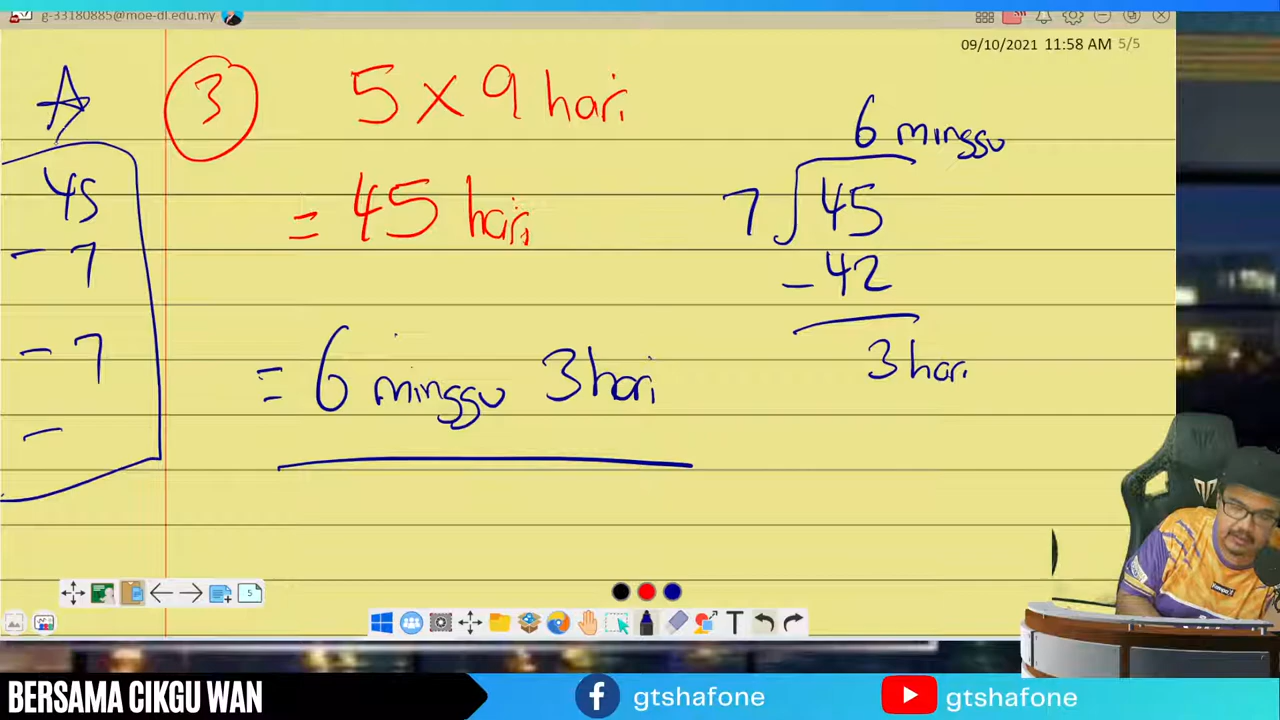 g-33180885@moe-dl.edu.my
09/10/2021 11:58 AM 5/5
A
45
- 7
- 7
-
3
5 × 9 hari
= 45 hari
= 6 minggu 3 hari
6 minggu
7 45
- 42
3 hari
5
T
BERSAMA CIKGU WAN
gtshafone
gtshafone